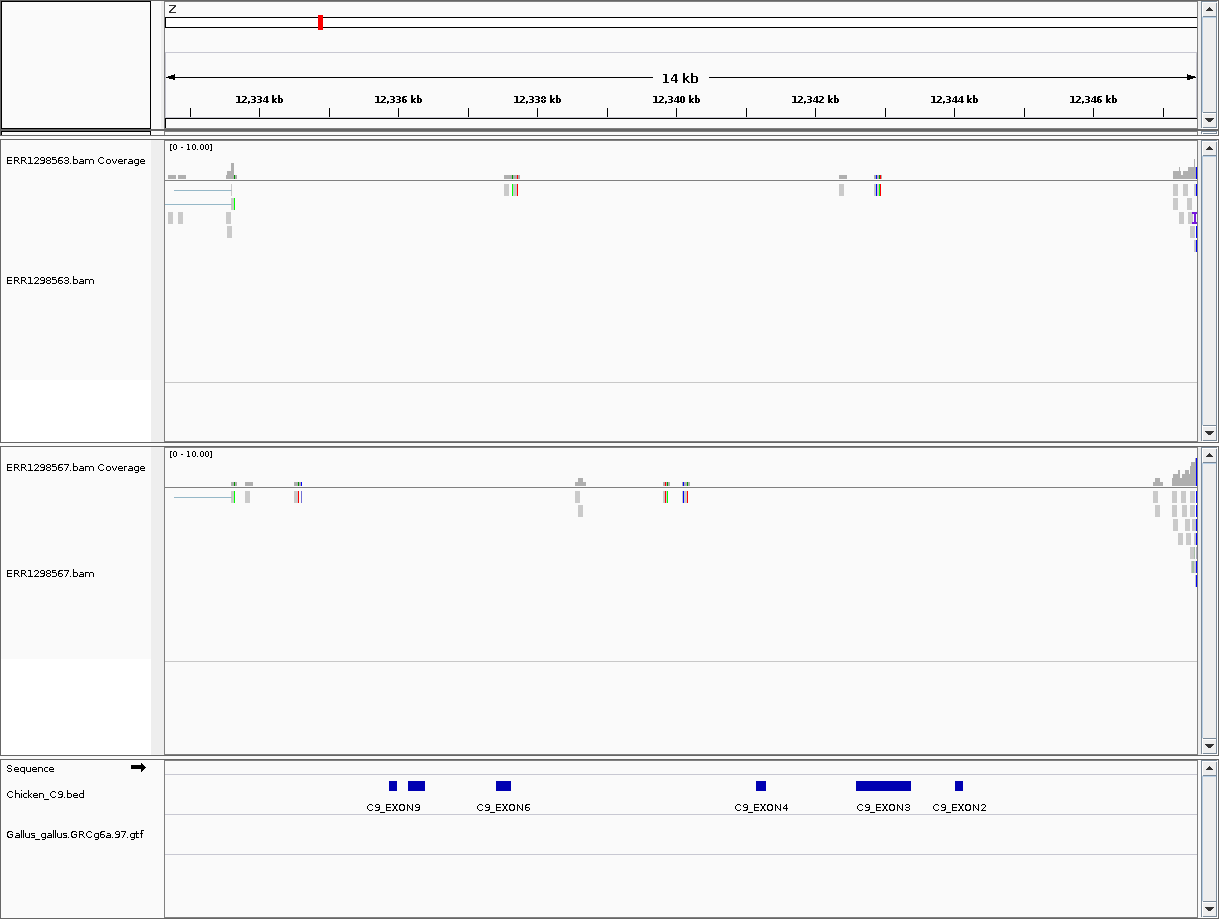 Z
14 kb
12,334 kb 12,336 kb 12,338 kb 12,340 kb 12,342 kb 12,344 kb 12,346 kb
[0 - 10.00]
ERR1298563.bam Coverage
ERR1298563.bam
[0 - 10.00]
ERR1298567.bam Coverage
ERR1298567.bam
Sequence
Chicken_C9.bed
C9_EXON9 C9_EXON6 C9_EXON4 C9_EXON3 C9_EXON2
Gallus_gallus.GRCg6a.97.gtf